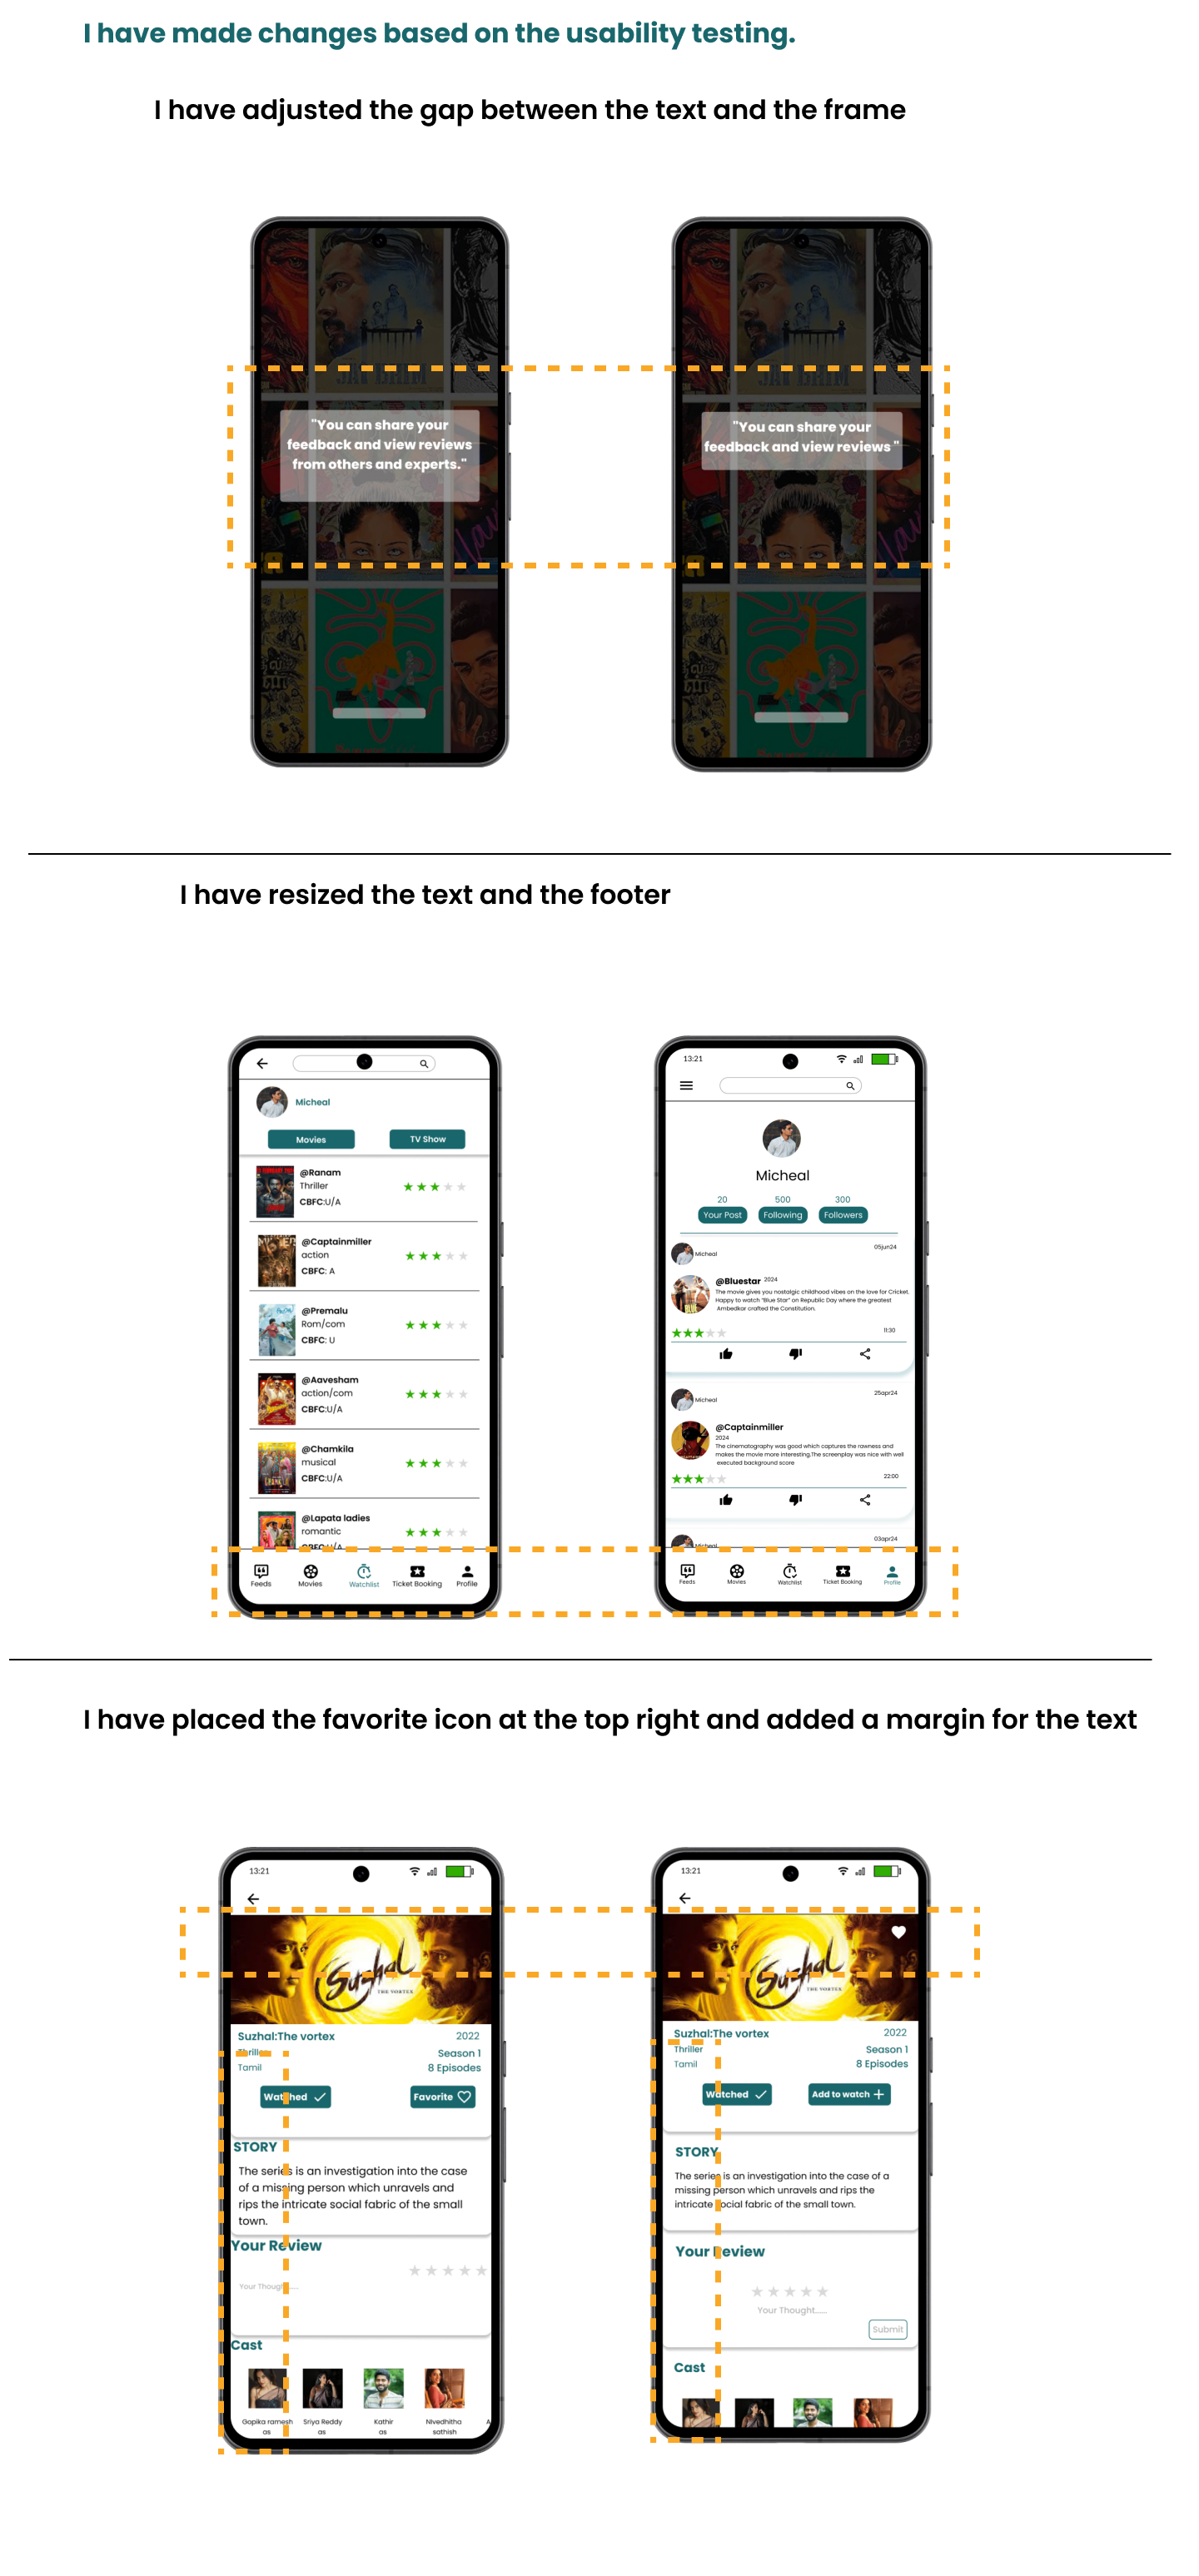 I have made changes based on the usability testing.
I have adjusted the gap between the text and the frame
JAI BHIM
JAI BHIM
"You can share your
feedback and view reviews
from others and experts."
"You can share your
feedback and view reviews "
I have resized the text and the footer
Micheal
Movies
TV Show
@Ranam
Thriller
CBFC:U/A
@Captainmiller
action
CBFC: A
@Premalu
Rom/com
CBFC: U
@Aavesham
action/com
CBFC:U/A
@Chamkila
musical
CBFC:U/A
@Lapata ladies
romantic
CBFC:U/A
Feeds
Movies
Watchlist
Ticket Booking
Profile
13:21
Micheal
20
500
300
Your Post
Following
Followers
Micheal
05jun24
@Bluestar 2024
The movie gives you nostalgic childhood vibes on the love for Cricket.
Happy to watch "Blue Star" on Republic Day where the greatest
Ambedkar crafted the Constitution.
11:30
Micheal
25apr24
@Captainmiller
2024
The cinematography was good which captures the rawness and
makes the movie more interesting,The screenplay was nice with well
executed background score
22:00
Micheal
03apr24
Feeds
Movies
Watchlist
Ticket Booking
Profile
I have placed the favorite icon at the top right and added a margin for the text
13:21
Suzhal
THE VORTEX
Suzhal:The vortex
2022
Thriller
Season 1
Tamil
8 Episodes
Watched
Favorite
STORY
The series is an investigation into the case
of a missing person which unravels and
rips the intricate social fabric of the small
town.
Your Review
Your Thought......
Cast
Gopika ramesh
as
Sriya Reddy
as
Kathir
as
Nivedhitha
sathish
A
13:21
Suzhal
THE VORTEX
Suzhal:The vortex
2022
Thriller
Season 1
Tamil
8 Episodes
Watched
Add to watch
STORY
The series is an investigation into the case of a
missing person which unravels and rips the
intricate social fabric of the small town.
Your Review
Your Thought......
Submit
Cast